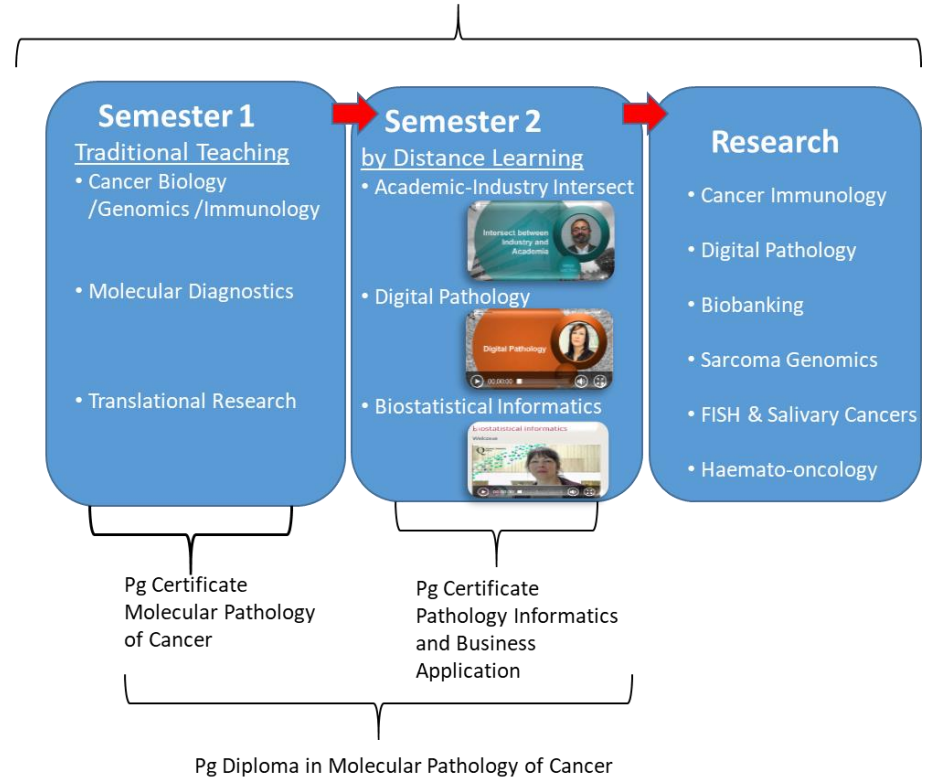 Semester 1
Traditional Teaching
• Cancer Biology
/Genomics /Immunology
• Molecular Diagnostics
• Translational Research
Semester 2
by Distance Learning
• Academic-Industry Intersect
Intersect between
Industry and
Academia
• Digital Pathology
Digital Pathology
00:00:00
• Biostatistical Informatics
Biostatistical Informatics
Welcome
Research
• Cancer Immunology
• Digital Pathology
• Biobanking
• Sarcoma Genomics
• FISH & Salivary Cancers
• Haemato-oncology
Pg Certificate
Molecular Pathology
of Cancer
Pg Certificate
Pathology Informatics
and Business
Application
Pg Diploma in Molecular Pathology of Cancer